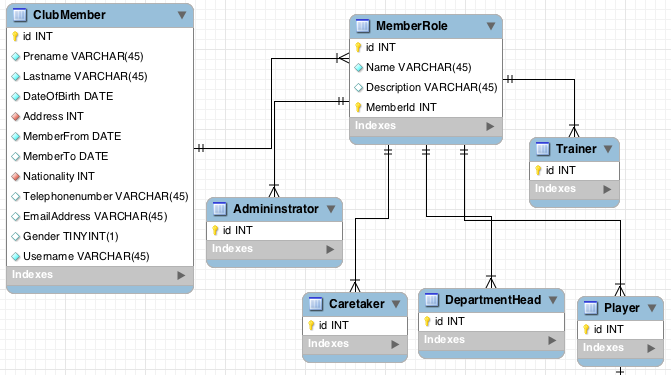 ClubMember
id INT
Prename VARCHAR(45)
Lastname VARCHAR(45)
DateOfBirth DATE
Address INT
MemberFrom DATE
MemberTo DATE
Nationality INT
Telephonenumber VARCHAR(45)
EmailAddress VARCHAR(45)
Gender TINYINT(1)
Username VARCHAR(45)
Indexes
MemberRole
id INT
Name VARCHAR(45)
Description VARCHAR(45)
MemberId INT
Indexes
Trainer
id INT
Indexes
Admininstrator
id INT
Indexes
Caretaker
id INT
Indexes
DepartmentHead
id INT
Indexes
Player
id INT
Indexes